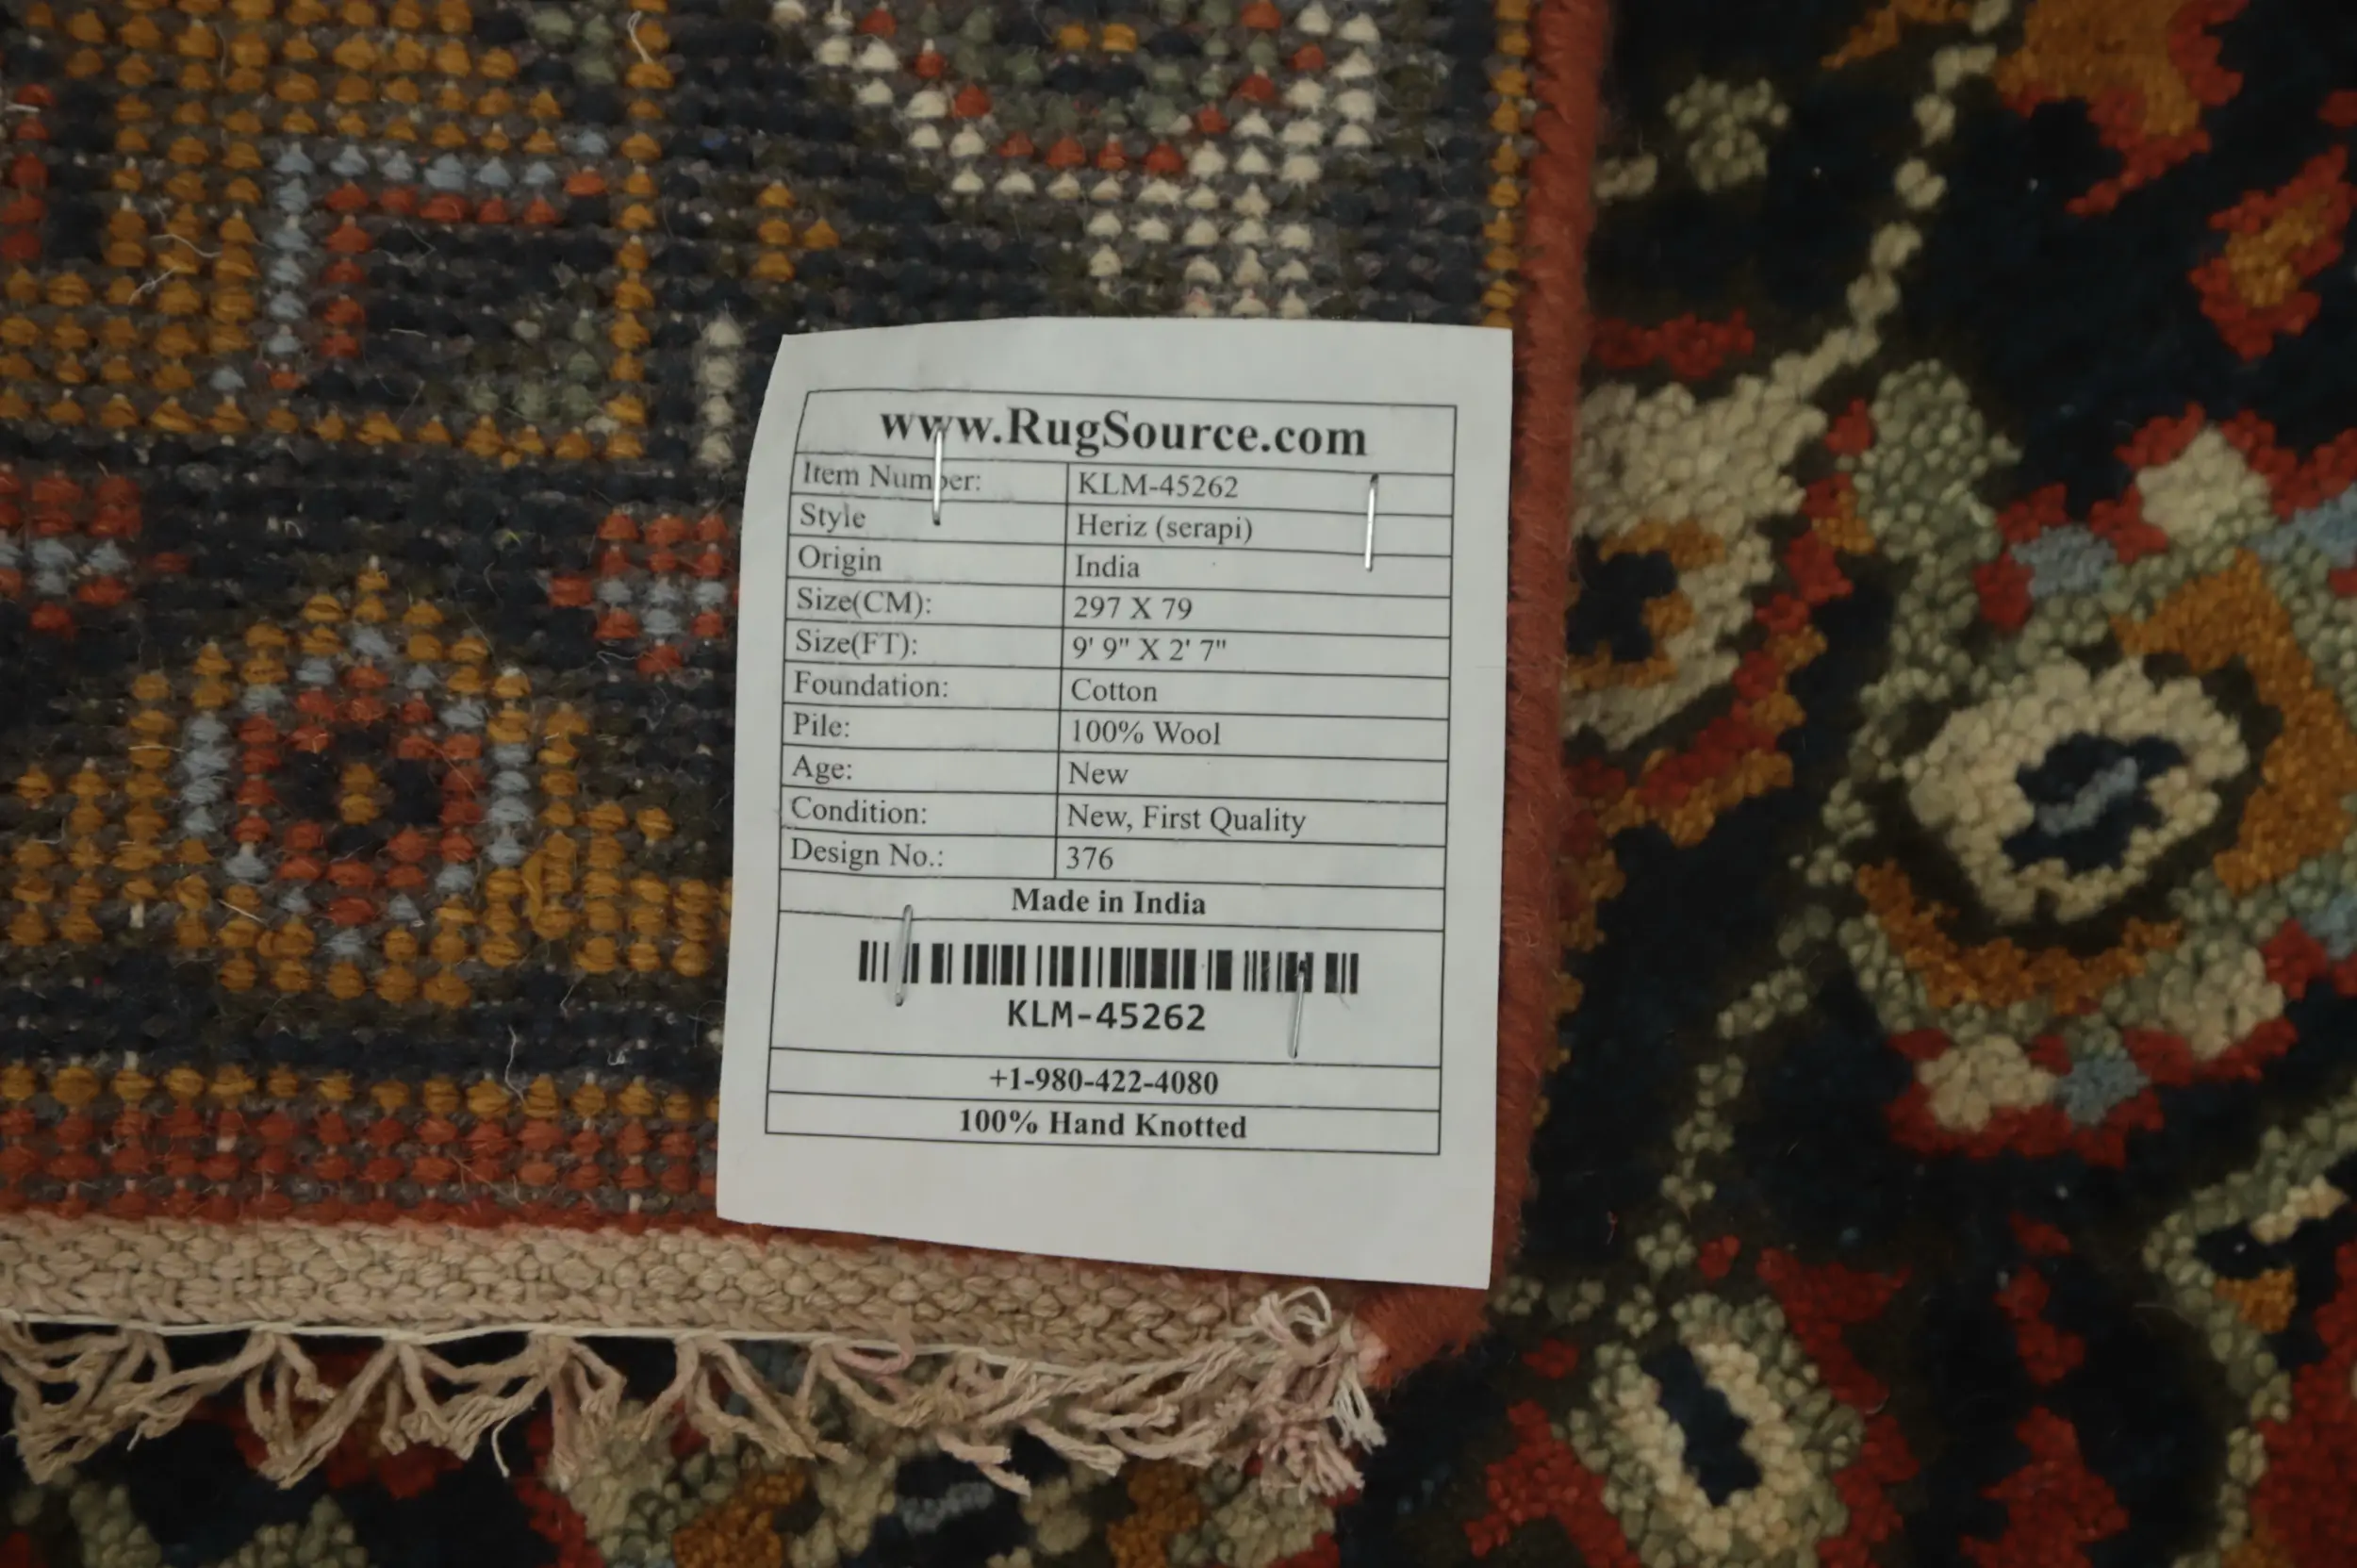 www.RugSource.com
Item Number: KLM-45262
Style Heriz (serapi)
Origin India
Size(CM): 297 X 79
Size(FT): 9' 9" X 2' 7"
Foundation: Cotton
Pile: 100% Wool
Age: New
Condition: New, First Quality
Design No.: 376
Made in India
KLM-45262
+1-980-422-4080
100% Hand Knotted